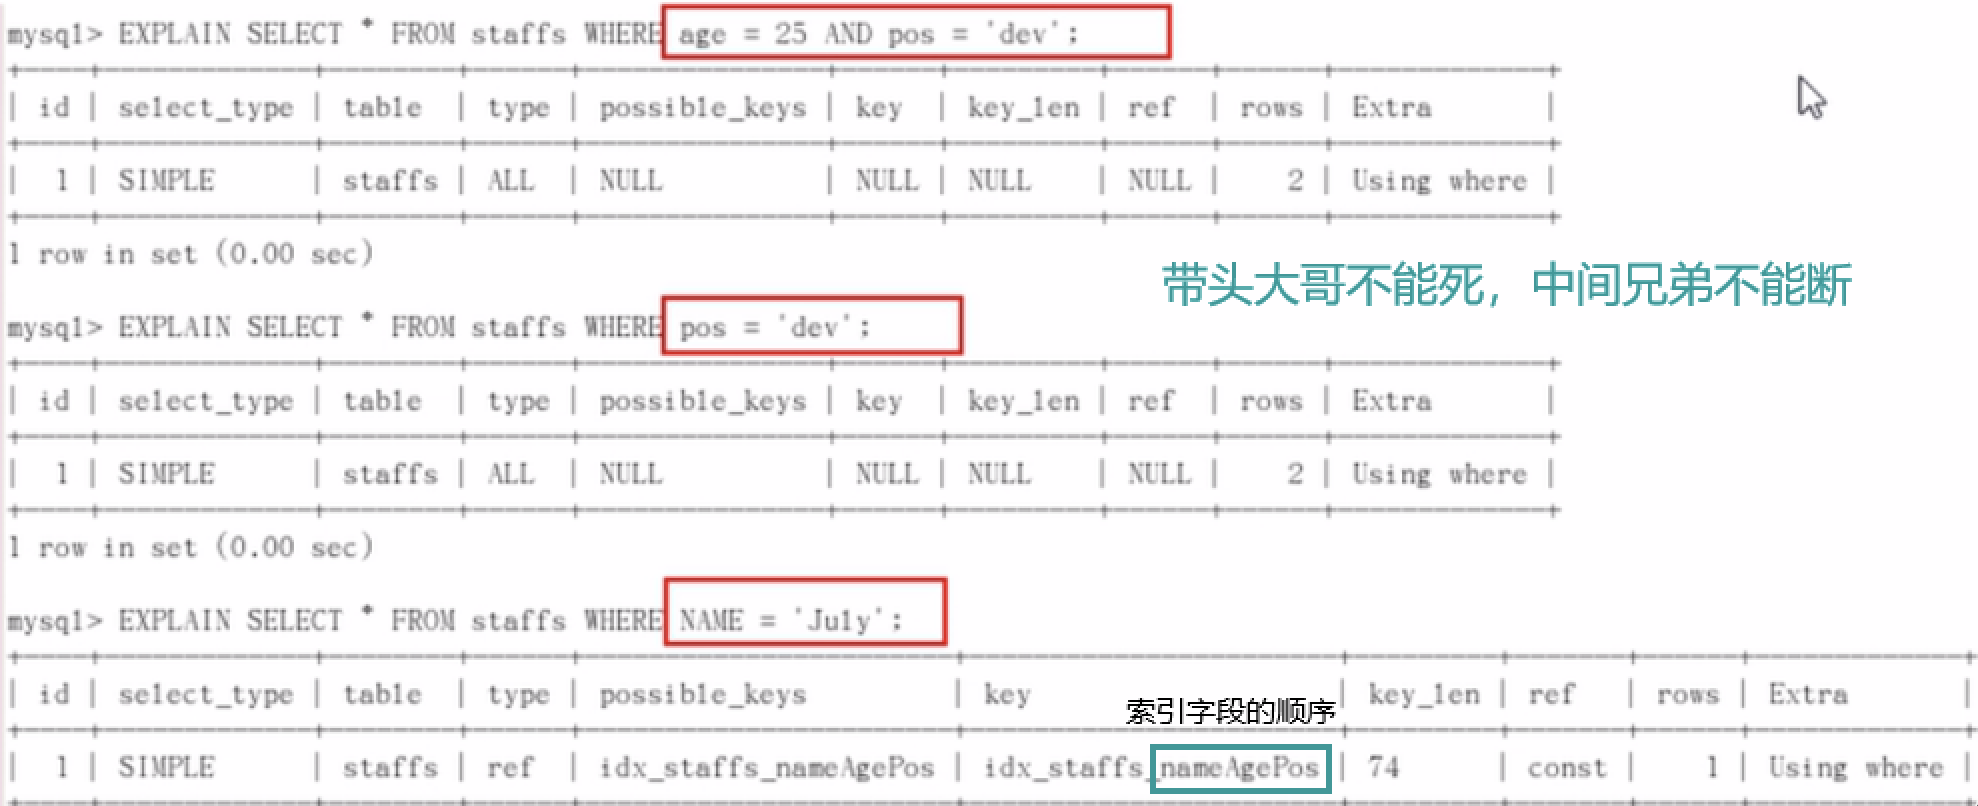 mysql> EXPLAIN SELECT * FROM staffs WHERE age = 25 AND pos = 'dev';
| id | select_type | table | type | possible_keys | key | key_len | ref | rows | Extra |
| 1 | SIMPLE | staffs | ALL | NULL | NULL | NULL | NULL | 2 | Using where |
1 row in set (0.00 sec)
带头大哥不能死，中间兄弟不能断
mysql> EXPLAIN SELECT * FROM staffs WHERE pos = 'dev';
| id | select_type | table | type | possible_keys | key | key_len | ref | rows | Extra |
| 1 | SIMPLE | staffs | ALL | NULL | NULL | NULL | NULL | 2 | Using where |
1 row in set (0.00 sec)
mysql> EXPLAIN SELECT * FROM staffs WHERE NAME = 'July';
| id | select_type | table | type | possible_keys | key | key_len | ref | rows | Extra |
索引字段的顺序
| 1 | SIMPLE | staffs | ref | idx_staffs_nameAgePos | idx_staffs_nameAgePos | 74 | const | 1 | Using where |